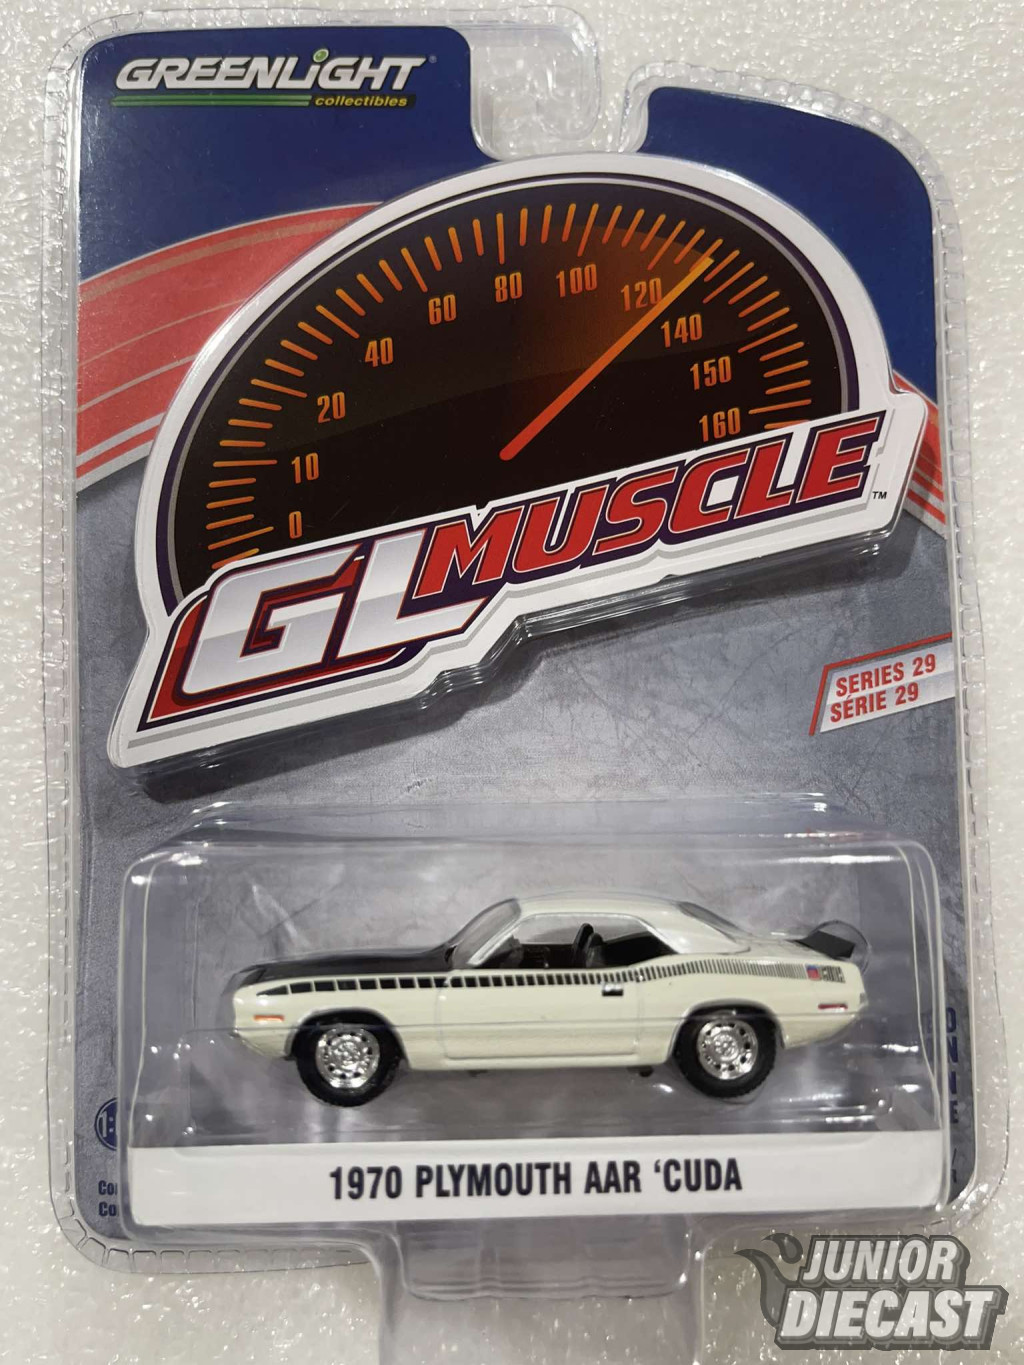 GREENLiGHT
collectibles
60
80
100
120
40
140
20
150
10
160
0
GL MUSCLE™
SERIES 29
SÉRIE 29
1970 PLYMOUTH AAR ‘CUDA
JUNIOR
DIECAST